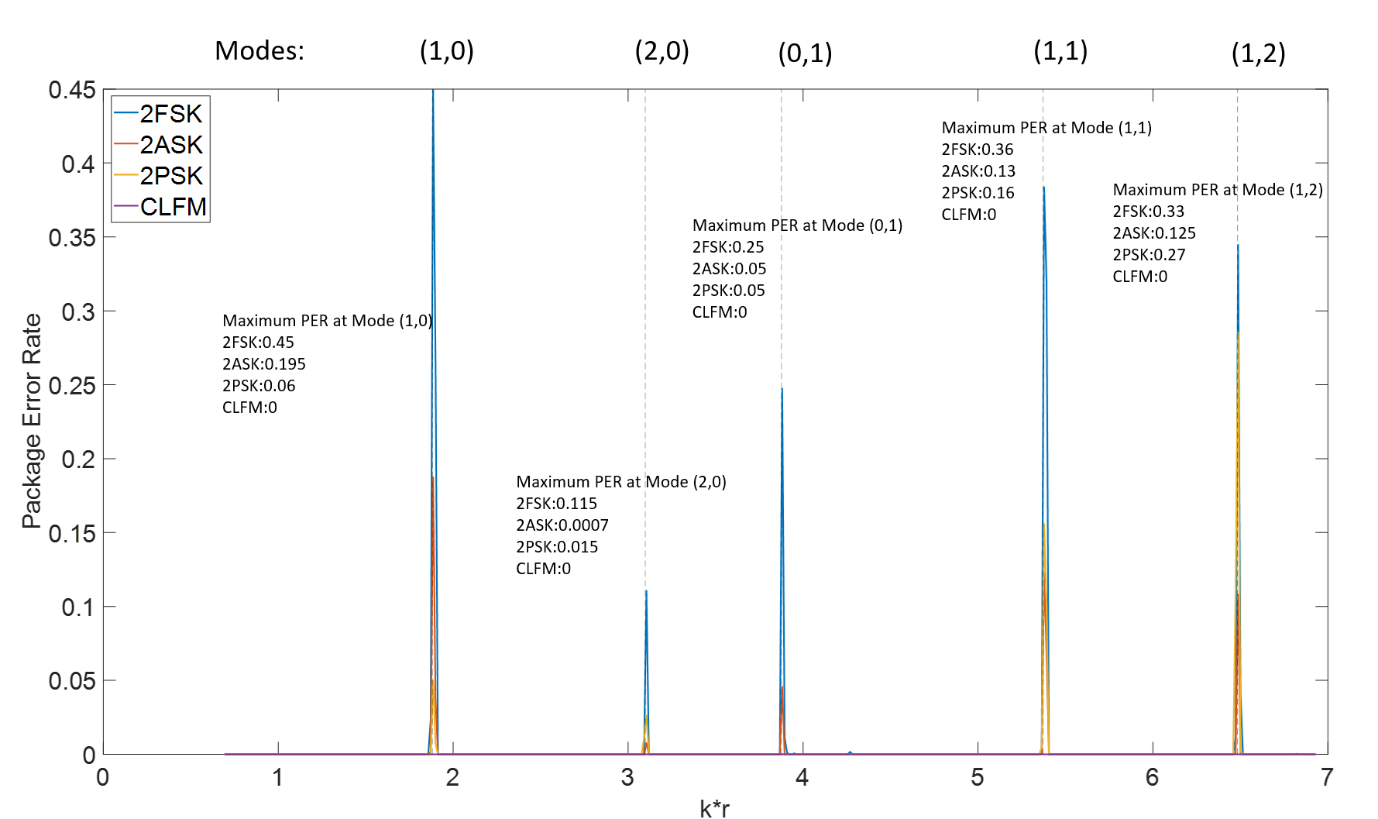 Modes: (1,0) (2,0) (0,1) (1,1) (1,2)
0.45
0.4
0.35
0.3
0.25
0.2
0.15
0.1
0.05
0
Package Error Rate
2FSK
2ASK
2PSK
CLFM
Maximum PER at Mode (1,0)
2FSK:0.45
2ASK:0.195
2PSK:0.06
CLFM:0
Maximum PER at Mode (2,0)
2FSK:0.115
2ASK:0.0007
2PSK:0.015
CLFM:0
Maximum PER at Mode (0,1)
2FSK:0.25
2ASK:0.05
2PSK:0.05
CLFM:0
Maximum PER at Mode (1,1)
2FSK:0.36
2ASK:0.13
2PSK:0.16
CLFM:0
Maximum PER at Mode (1,2)
2FSK:0.33
2ASK:0.125
2PSK:0.27
CLFM:0
0 1 2 3 4 5 6 7
k*r